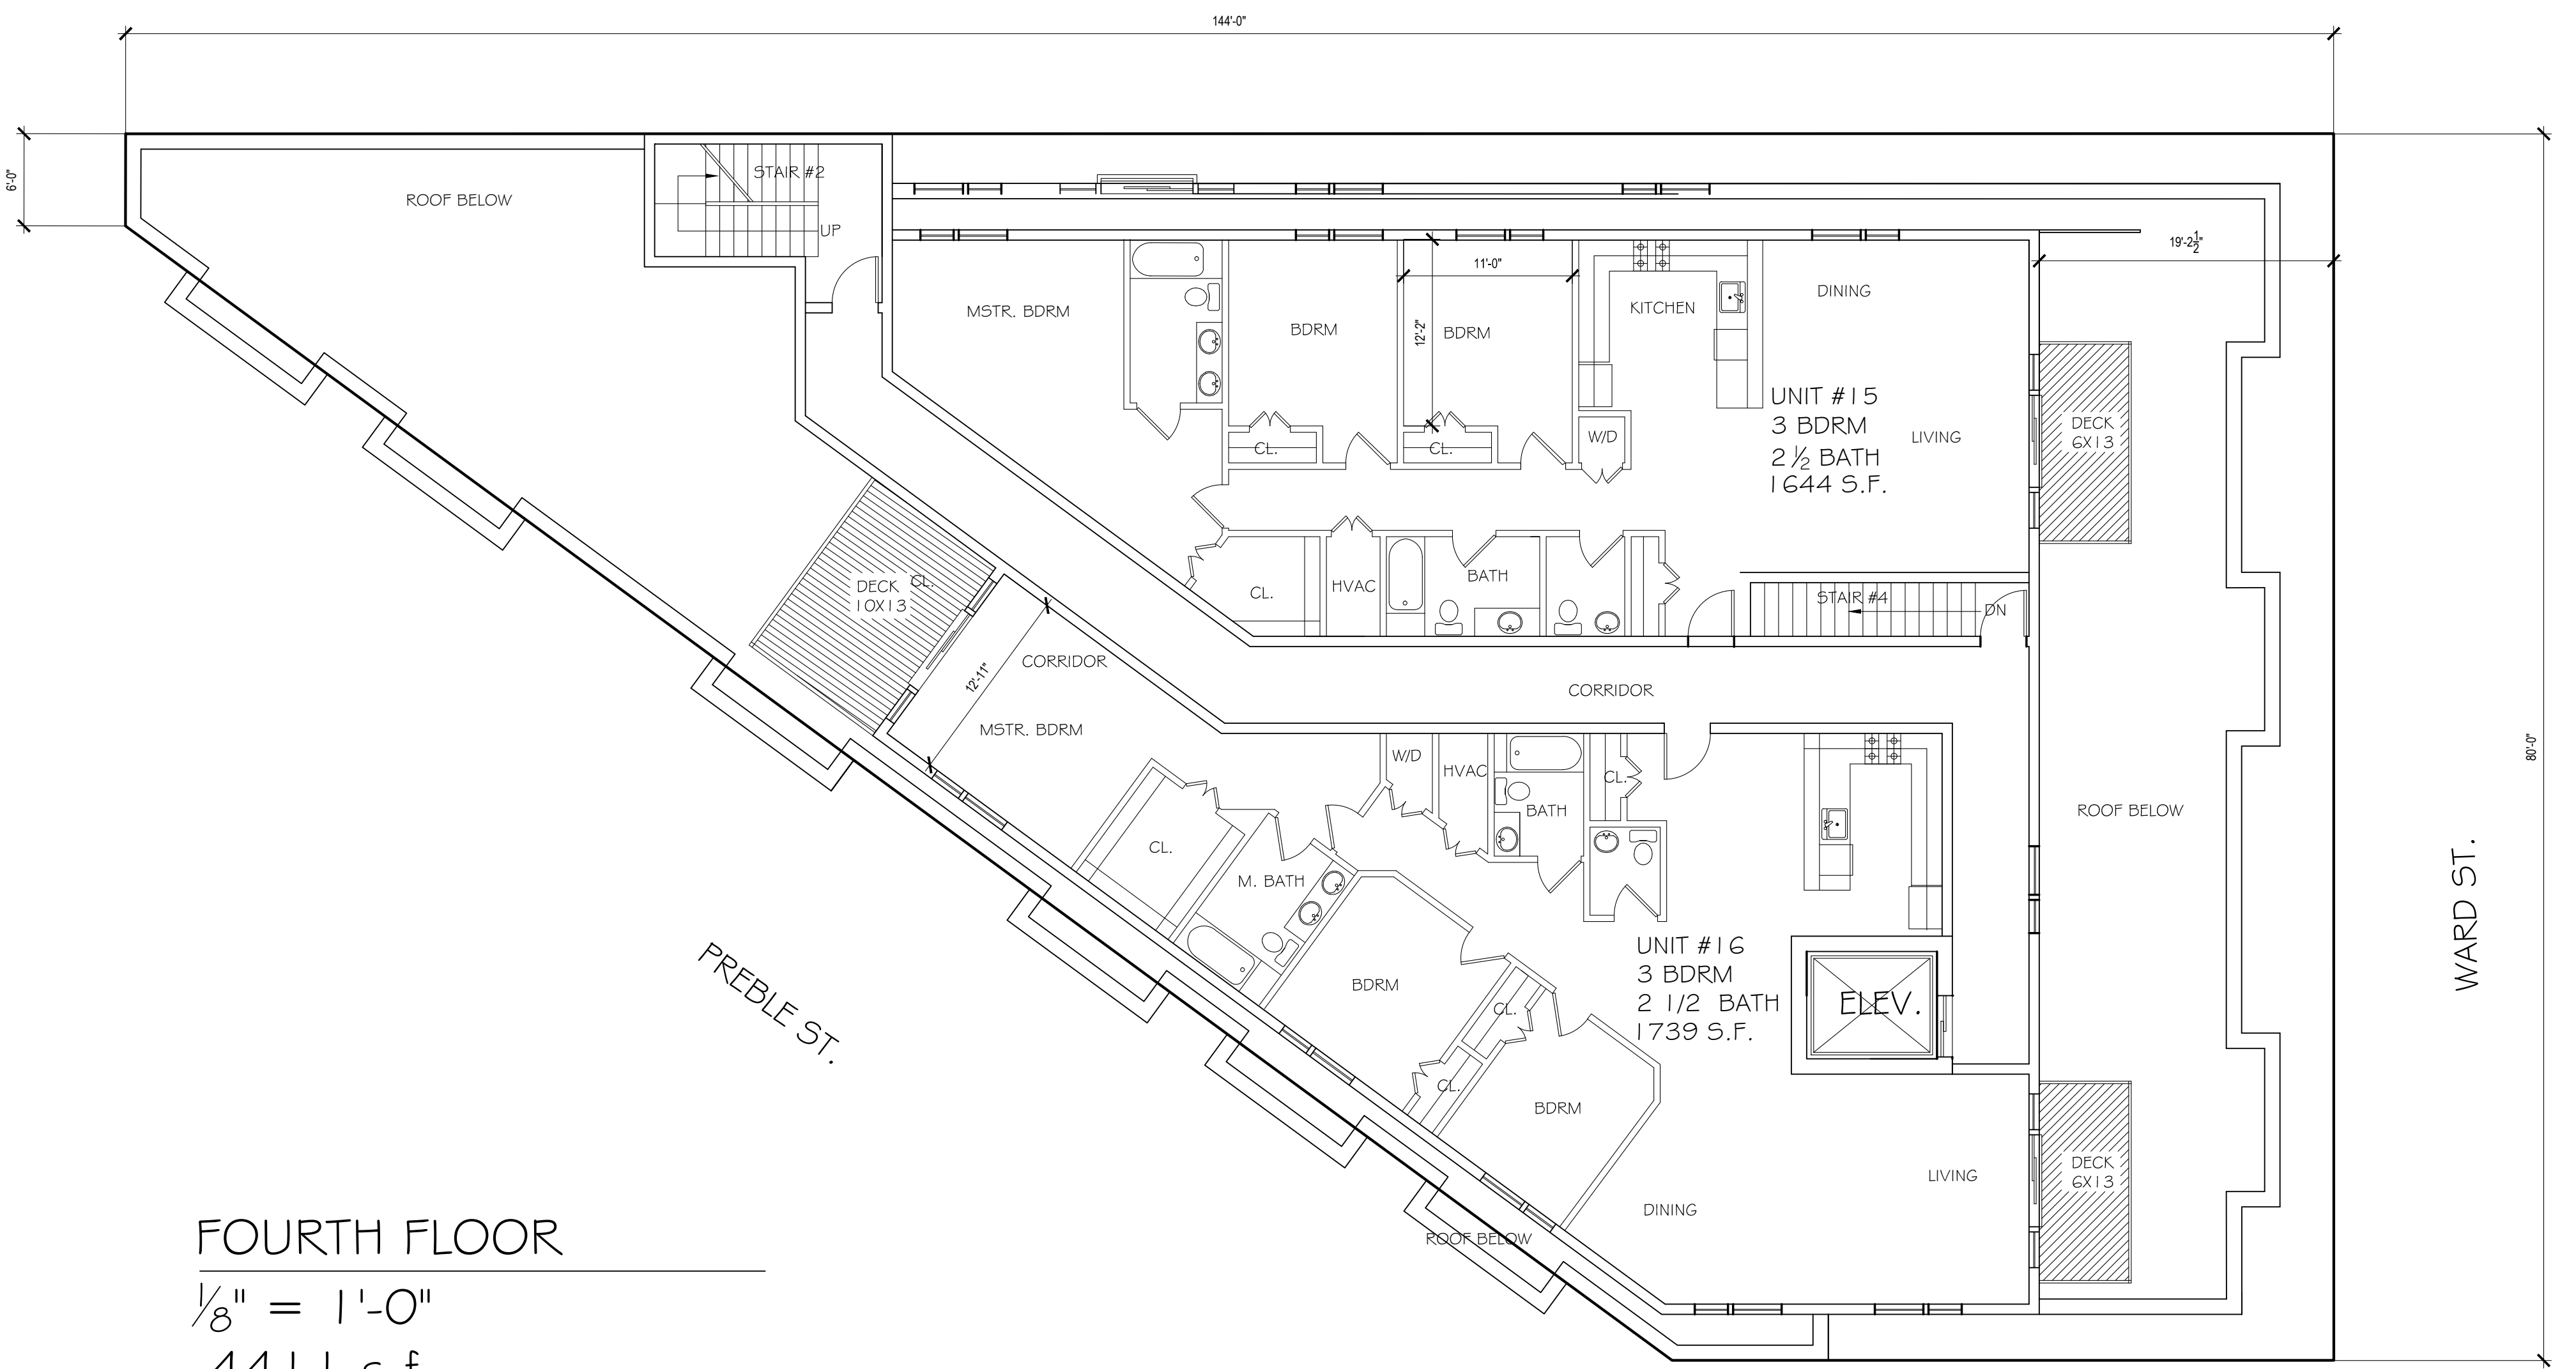 144'-0"
6'-0"
ROOF BELOW
STAIR #2
UP
19'-2½"
11'-0"
12'-2"
MSTR. BDRM
BDRM
BDRM
KITCHEN
DINING
UNIT #15
3 BDRM
2 ½ BATH
1644 S.F.
LIVING
DECK
6X13
CL.
CL.
W/D
DECK
10X13
CL.
CL.
HVAC
BATH
STAIR #4
DN
12'-11"
CORRIDOR
CORRIDOR
MSTR. BDRM
W/D
HVAC
CL.
BATH
CL.
M. BATH
ROOF BELOW
80'-0"
WARD ST.
PREBLE ST.
BDRM
CL.
CL.
UNIT #16
3 BDRM
2 1/2 BATH
1739 S.F.
ELEV.
BDRM
DINING
LIVING
DECK
6X13
ROOF BELOW
FOURTH FLOOR
⅛" = 1'-0"
4411 s.f.